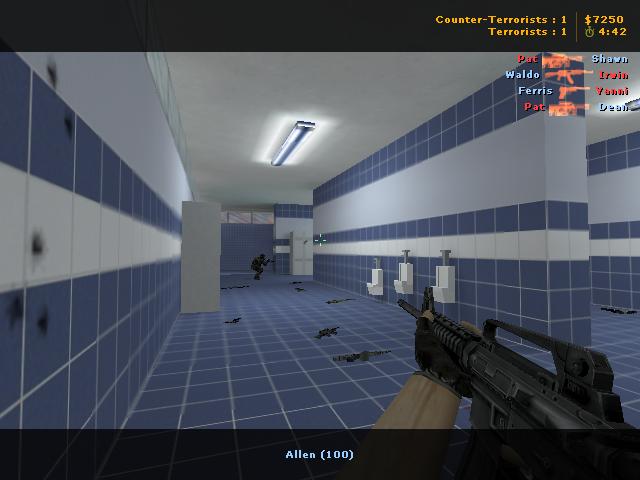 Counter-Terrorists : 1 $7250
Terrorists : 1 4:42
Pat Shawn
Waldo Irwin
Ferris Yanni
Pat Dean
Allen (100)